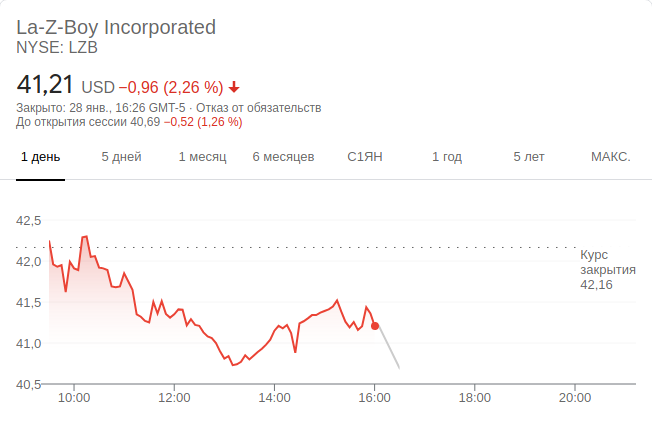 La-Z-Boy Incorporated
NYSE: LZB
41,21 USD −0,96 (2,26 %)
Закрыто: 28 янв., 16:26 GMT-5 · Отказ от обязательств
До открытия сессии 40,69 −0,52 (1,26 %)
1 день 5 дней 1 месяц 6 месяцев С1ЯН 1 год 5 лет МАКС.
42,5
42,0
41,5
41,0
40,5
Курс
закрытия
42,16
10:00 12:00 14:00 16:00 18:00 20:00